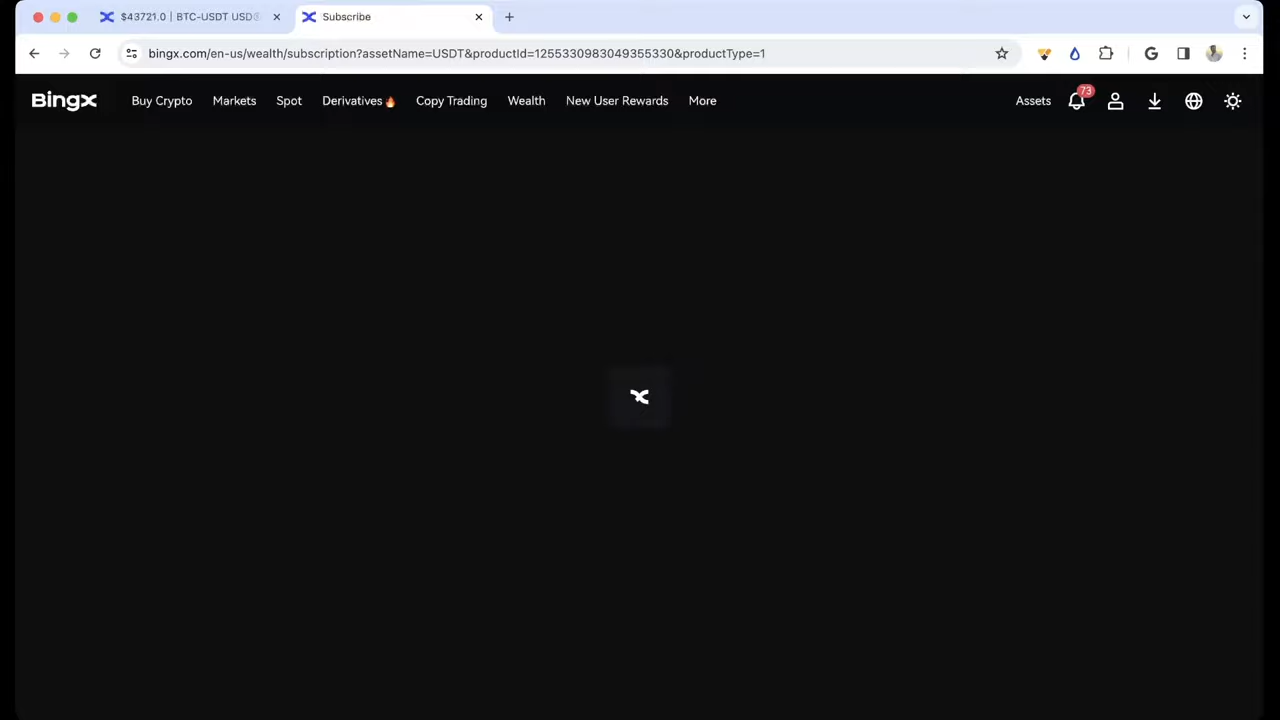 $43721.0 | BTC-USDT USD
Subscribe
bingx.com/en-us/wealth/subscription?assetName=USDT&productId=1255330983049355330&productType=1
BingX
Buy Crypto
Markets
Spot
Derivatives🔥
Copy Trading
Wealth
New User Rewards
More
Assets
73